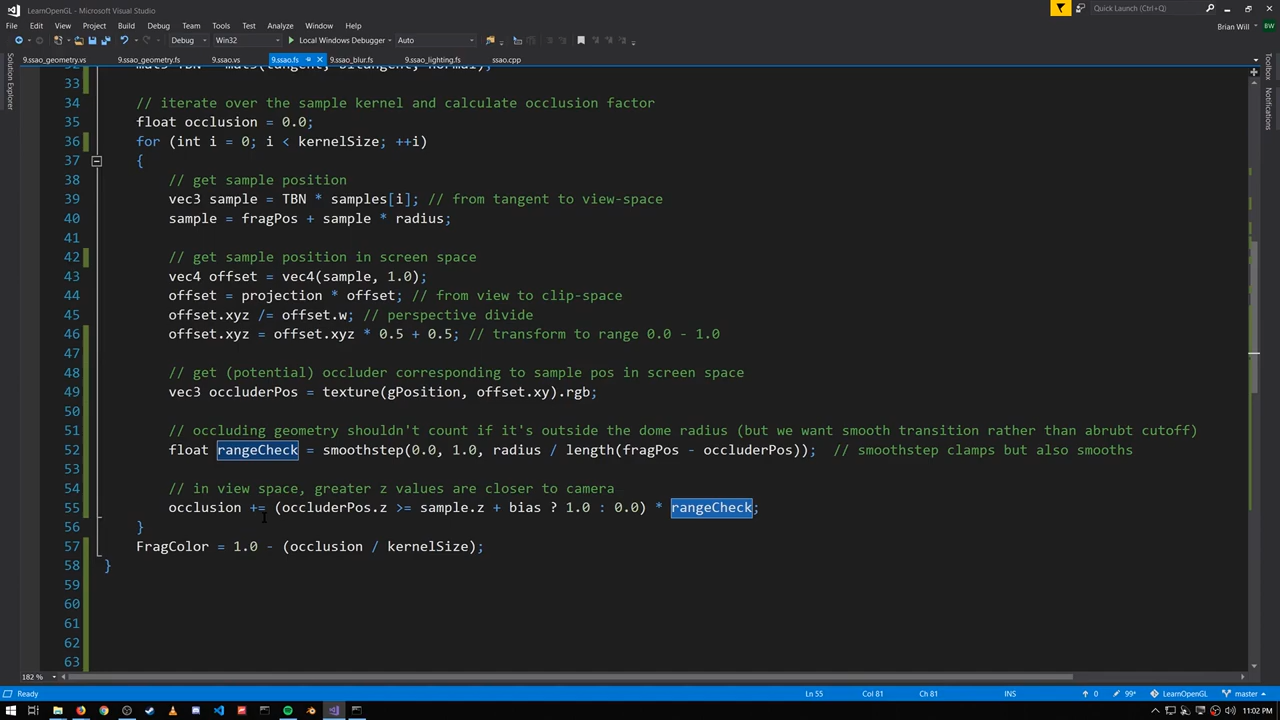 LearnOpenGL - Microsoft Visual Studio
Quick Launch (Ctrl+Q)
File Edit View Project Build Debug Team Tools Test Analyze Window Help
Brian Will
Debug Win32 Local Windows Debugger Auto
9.ssao_geometry.vs 9.ssao_geometry.fs 9.ssao.vs 9.ssao.fs 9.ssao_blur.fs 9.ssao_lighting.fs ssao.cpp
Solution Explorer
Toolbox
Notifications
33
34 // iterate over the sample kernel and calculate occlusion factor
35 float occlusion = 0.0;
36 for (int i = 0; i < kernelSize; ++i)
37 {
38 // get sample position
39 vec3 sample = TBN * samples[i]; // from tangent to view-space
40 sample = fragPos + sample * radius;
41
42 // get sample position in screen space
43 vec4 offset = vec4(sample, 1.0);
44 offset = projection * offset; // from view to clip-space
45 offset.xyz /= offset.w; // perspective divide
46 offset.xyz = offset.xyz * 0.5 + 0.5; // transform to range 0.0 - 1.0
47
48 // get (potential) occluder corresponding to sample pos in screen space
49 vec3 occluderPos = texture(gPosition, offset.xy).rgb;
50
51 // occluding geometry shouldn't count if it's outside the dome radius (but we want smooth transition rather than abrubt cutoff)
52 float rangeCheck = smoothstep(0.0, 1.0, radius / length(fragPos - occluderPos)); // smoothstep clamps but also smooths
53
54 // in view space, greater z values are closer to camera
55 occlusion += (occluderPos.z >= sample.z + bias ? 1.0 : 0.0) * rangeCheck;
56 }
57 FragColor = 1.0 - (occlusion / kernelSize);
58 }
59
60
61
62
63
182 %
Ready Ln 55 Col 81 Ch 81 INS 0 99+ LearnOpenGL master
11:02 PM